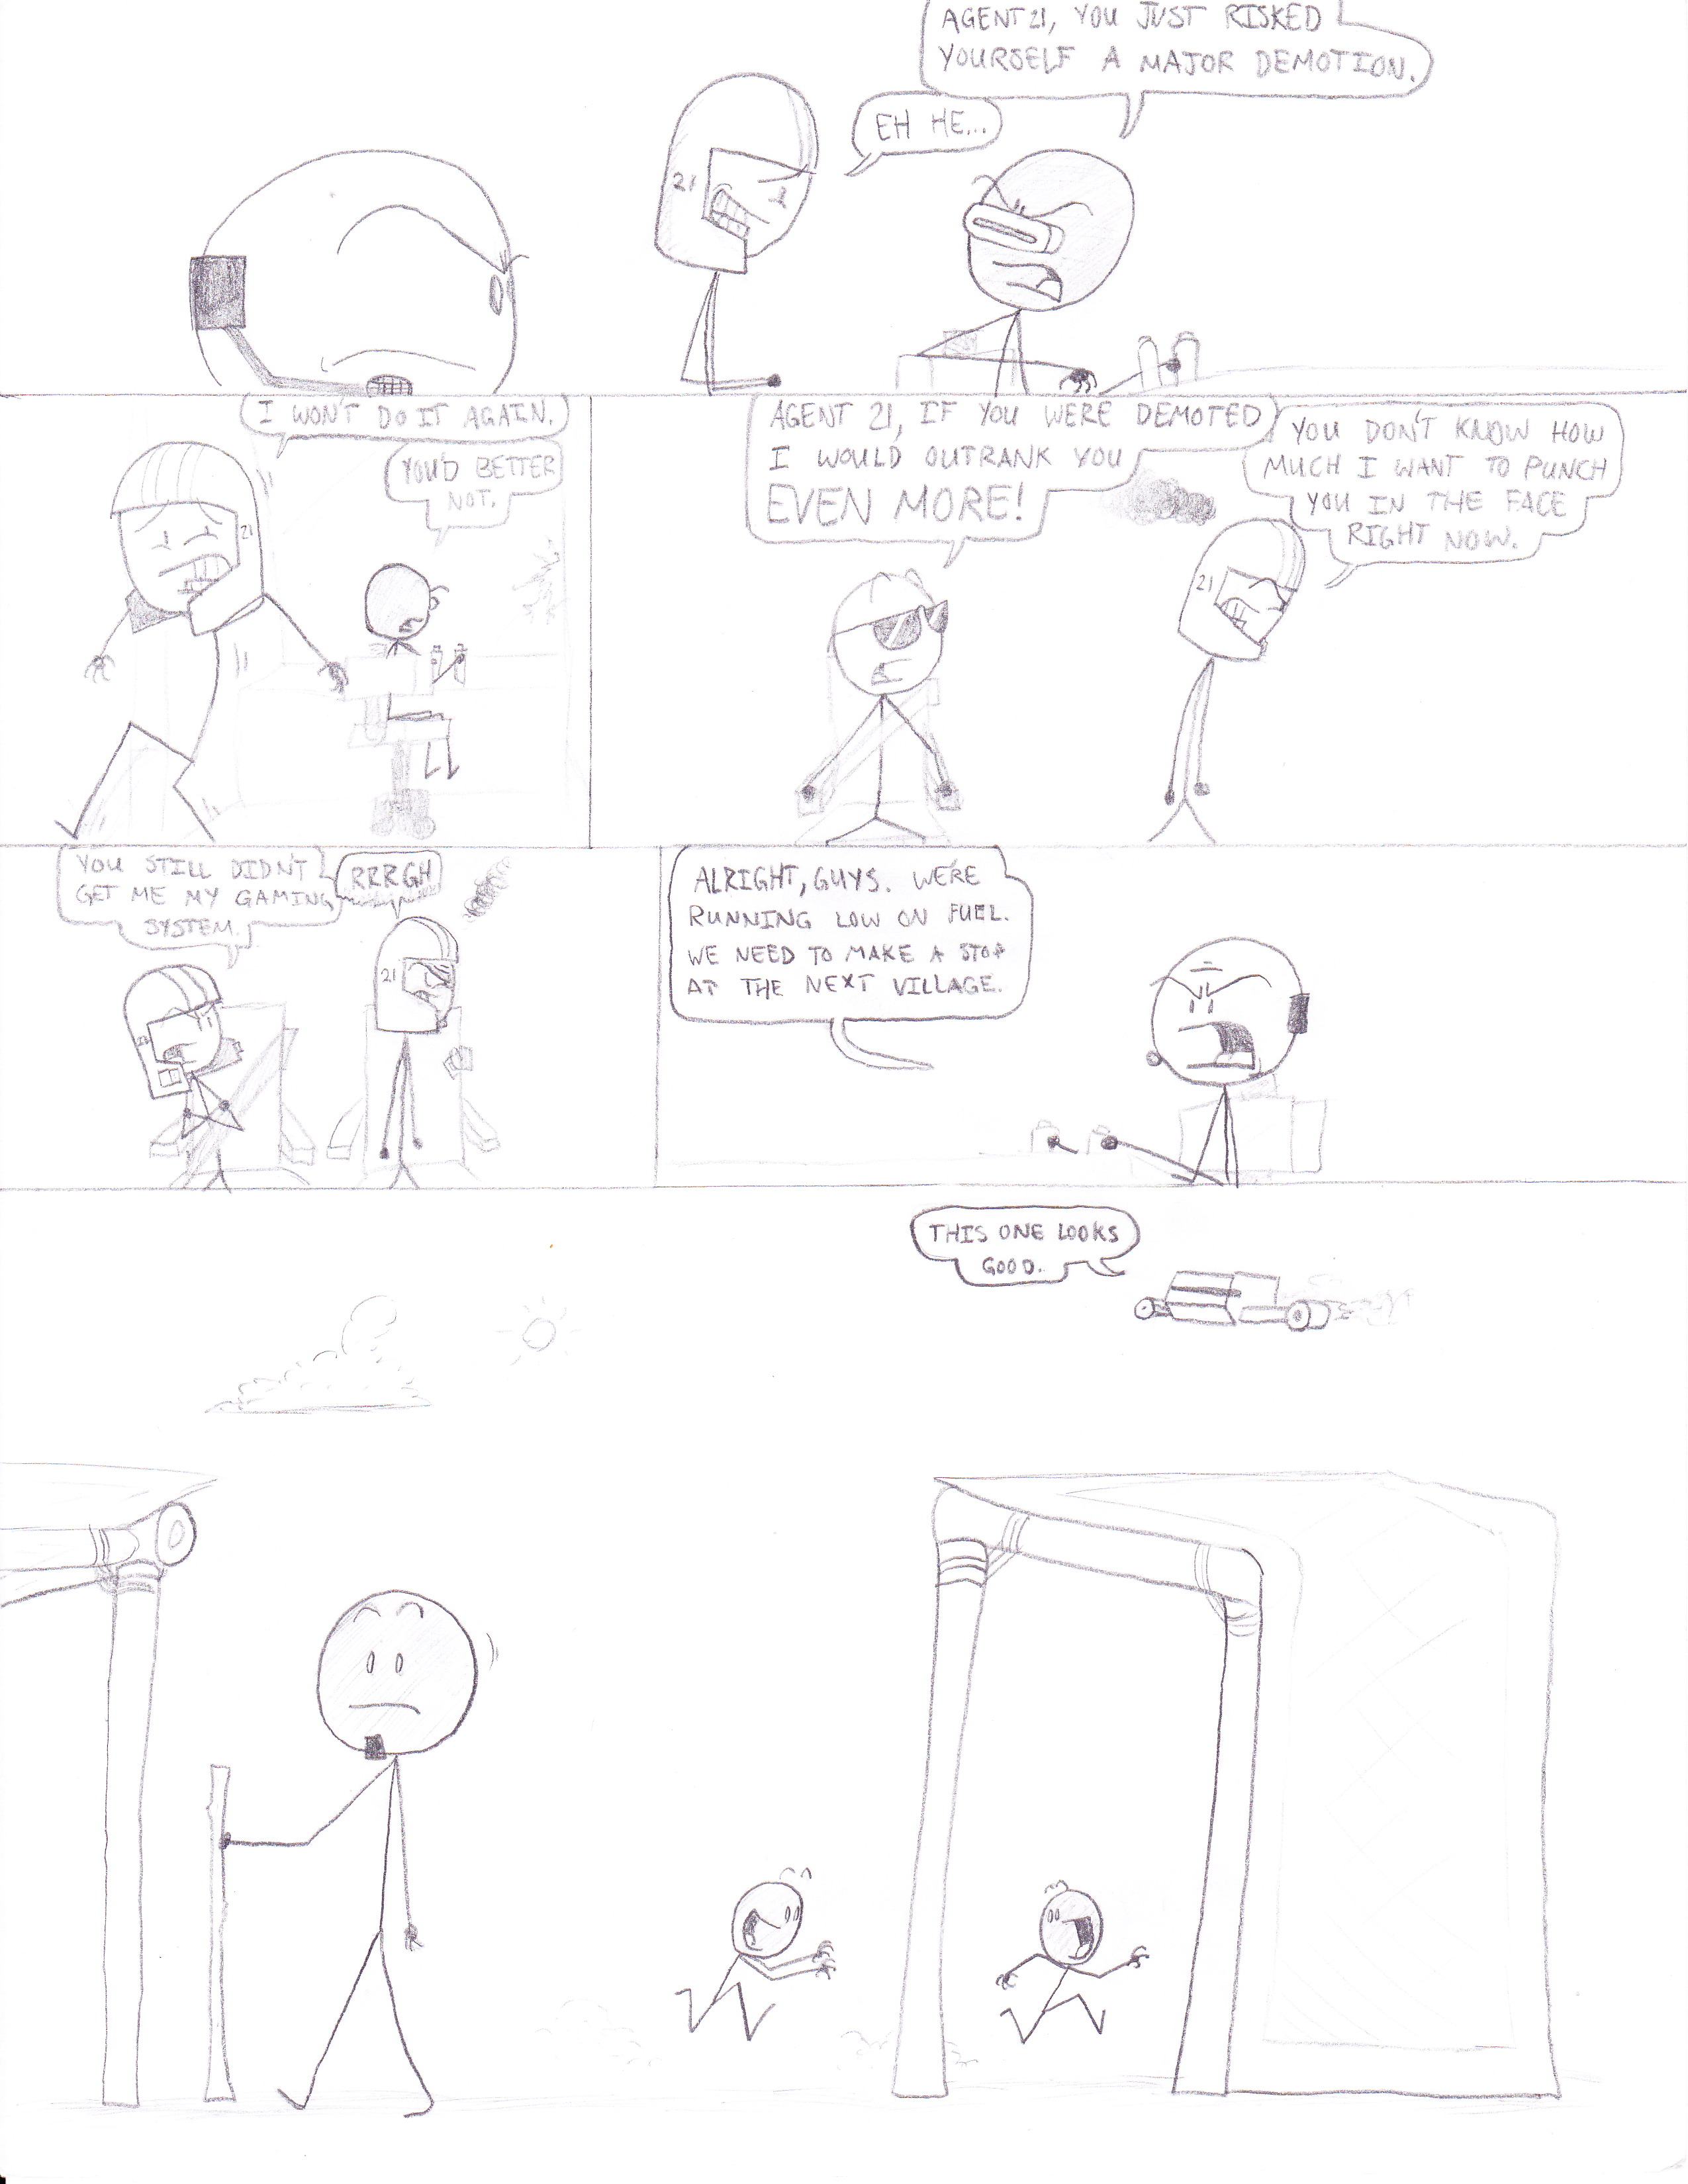 AGENT 21, YOU JUST RISKED
YOURSELF A MAJOR DEMOTION.
EH HE...
21
I WON'T DO IT AGAIN.
YOU'D BETTER
NOT.
21
AGENT 21, IF YOU WERE DEMOTED
I WOULD OUTRANK YOU
EVEN MORE!
YOU DON'T KNOW HOW
MUCH I WANT TO PUNCH
YOU IN THE FACE
RIGHT NOW.
21
YOU STILL DIDN'T
GET ME MY GAMING
SYSTEM.
RRRGH
21
ALRIGHT, GUYS. WE'RE
RUNNING LOW ON FUEL.
WE NEED TO MAKE A STOP
AT THE NEXT VILLAGE.
THIS ONE LOOKS
GOOD.